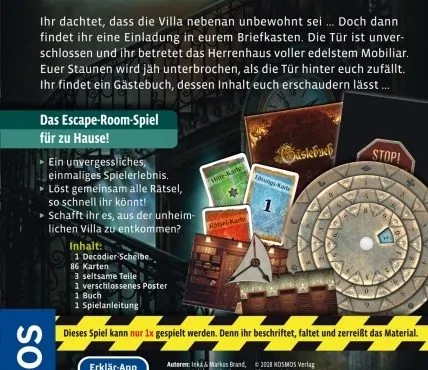 Ihr dachtet, dass die Villa nebenan unbewohnt sei ... Doch dann
findet ihr eine Einladung in eurem Briefkasten. Die Tür ist unver-
schlossen und ihr betretet das Herrenhaus voller edelstem Mobiliar.
Euer Staunen wird jäh unterbrochen, als die Tür hinter euch zufällt.
Ihr findet ein Gästebuch, dessen Inhalt euch erschaudern lässt ...
Das Escape-Room-Spiel
für zu Hause!
▸ Ein unvergessliches,
einmaliges Spielerlebnis.
▸ Löst gemeinsam alle Rätsel,
so schnell ihr könnt!
▸ Schafft ihr es, aus der unheim-
lichen Villa zu entkommen?
Inhalt:
1 Decodier-Scheibe
86 Karten
3 seltsame Teile
1 verschlossenes Poster
1 Buch
1 Spielanleitung
Gästebuch
STOP!
Hilfe-Karte
Lösungs-Karte
1
Rätsel-Karte
Dieses Spiel kann nur 1x gespielt werden. Denn ihr beschriftet, faltet und zerreißt das Material.
OS
Erklär-App
Autoren: Inka & Markus Brand, © 2018 KOSMOS Verlag